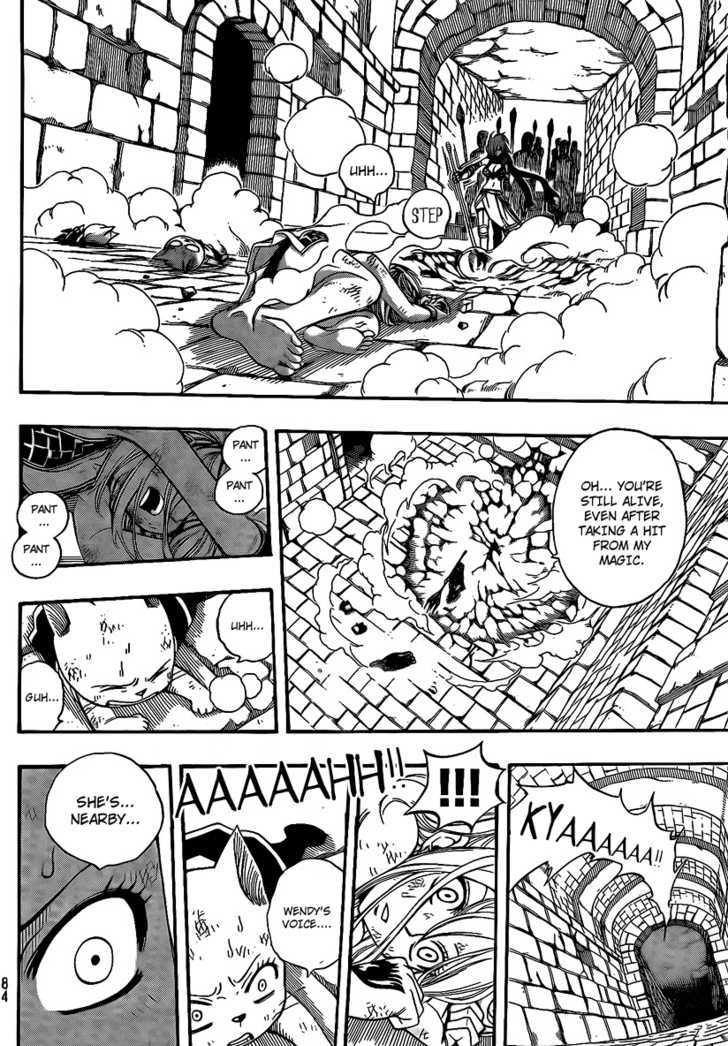 UHH...
STEP
OH... YOU'RE
STILL ALIVE,
EVEN AFTER
TAKING A HIT
FROM MY
MAGIC.
PANT
...
PANT
...
PANT
...
PANT
...
UHH...
GUH...
KYAAAAAA!!
!!!
AAAAAHH!!!
WENDY'S
VOICE....
SHE'S...
NEARBY...
84